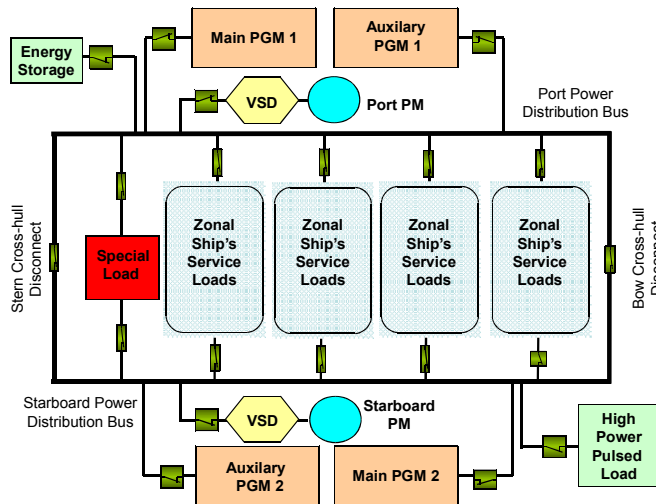 Energy
Storage
Main PGM 1
Auxilary
PGM 1
VSD
Port PM
Port Power
Distribution Bus
Stern Cross-hull
Disconnect
Special
Load
Zonal
Ship's
Service
Loads
Zonal
Ship's
Service
Loads
Zonal
Ship's
Service
Loads
Zonal
Ship's
Service
Loads
Bow Cross-hull
Disconnect
Starboard Power
Distribution Bus
VSD
Starboard
PM
Auxilary
PGM 2
Main PGM 2
High
Power
Pulsed
Load